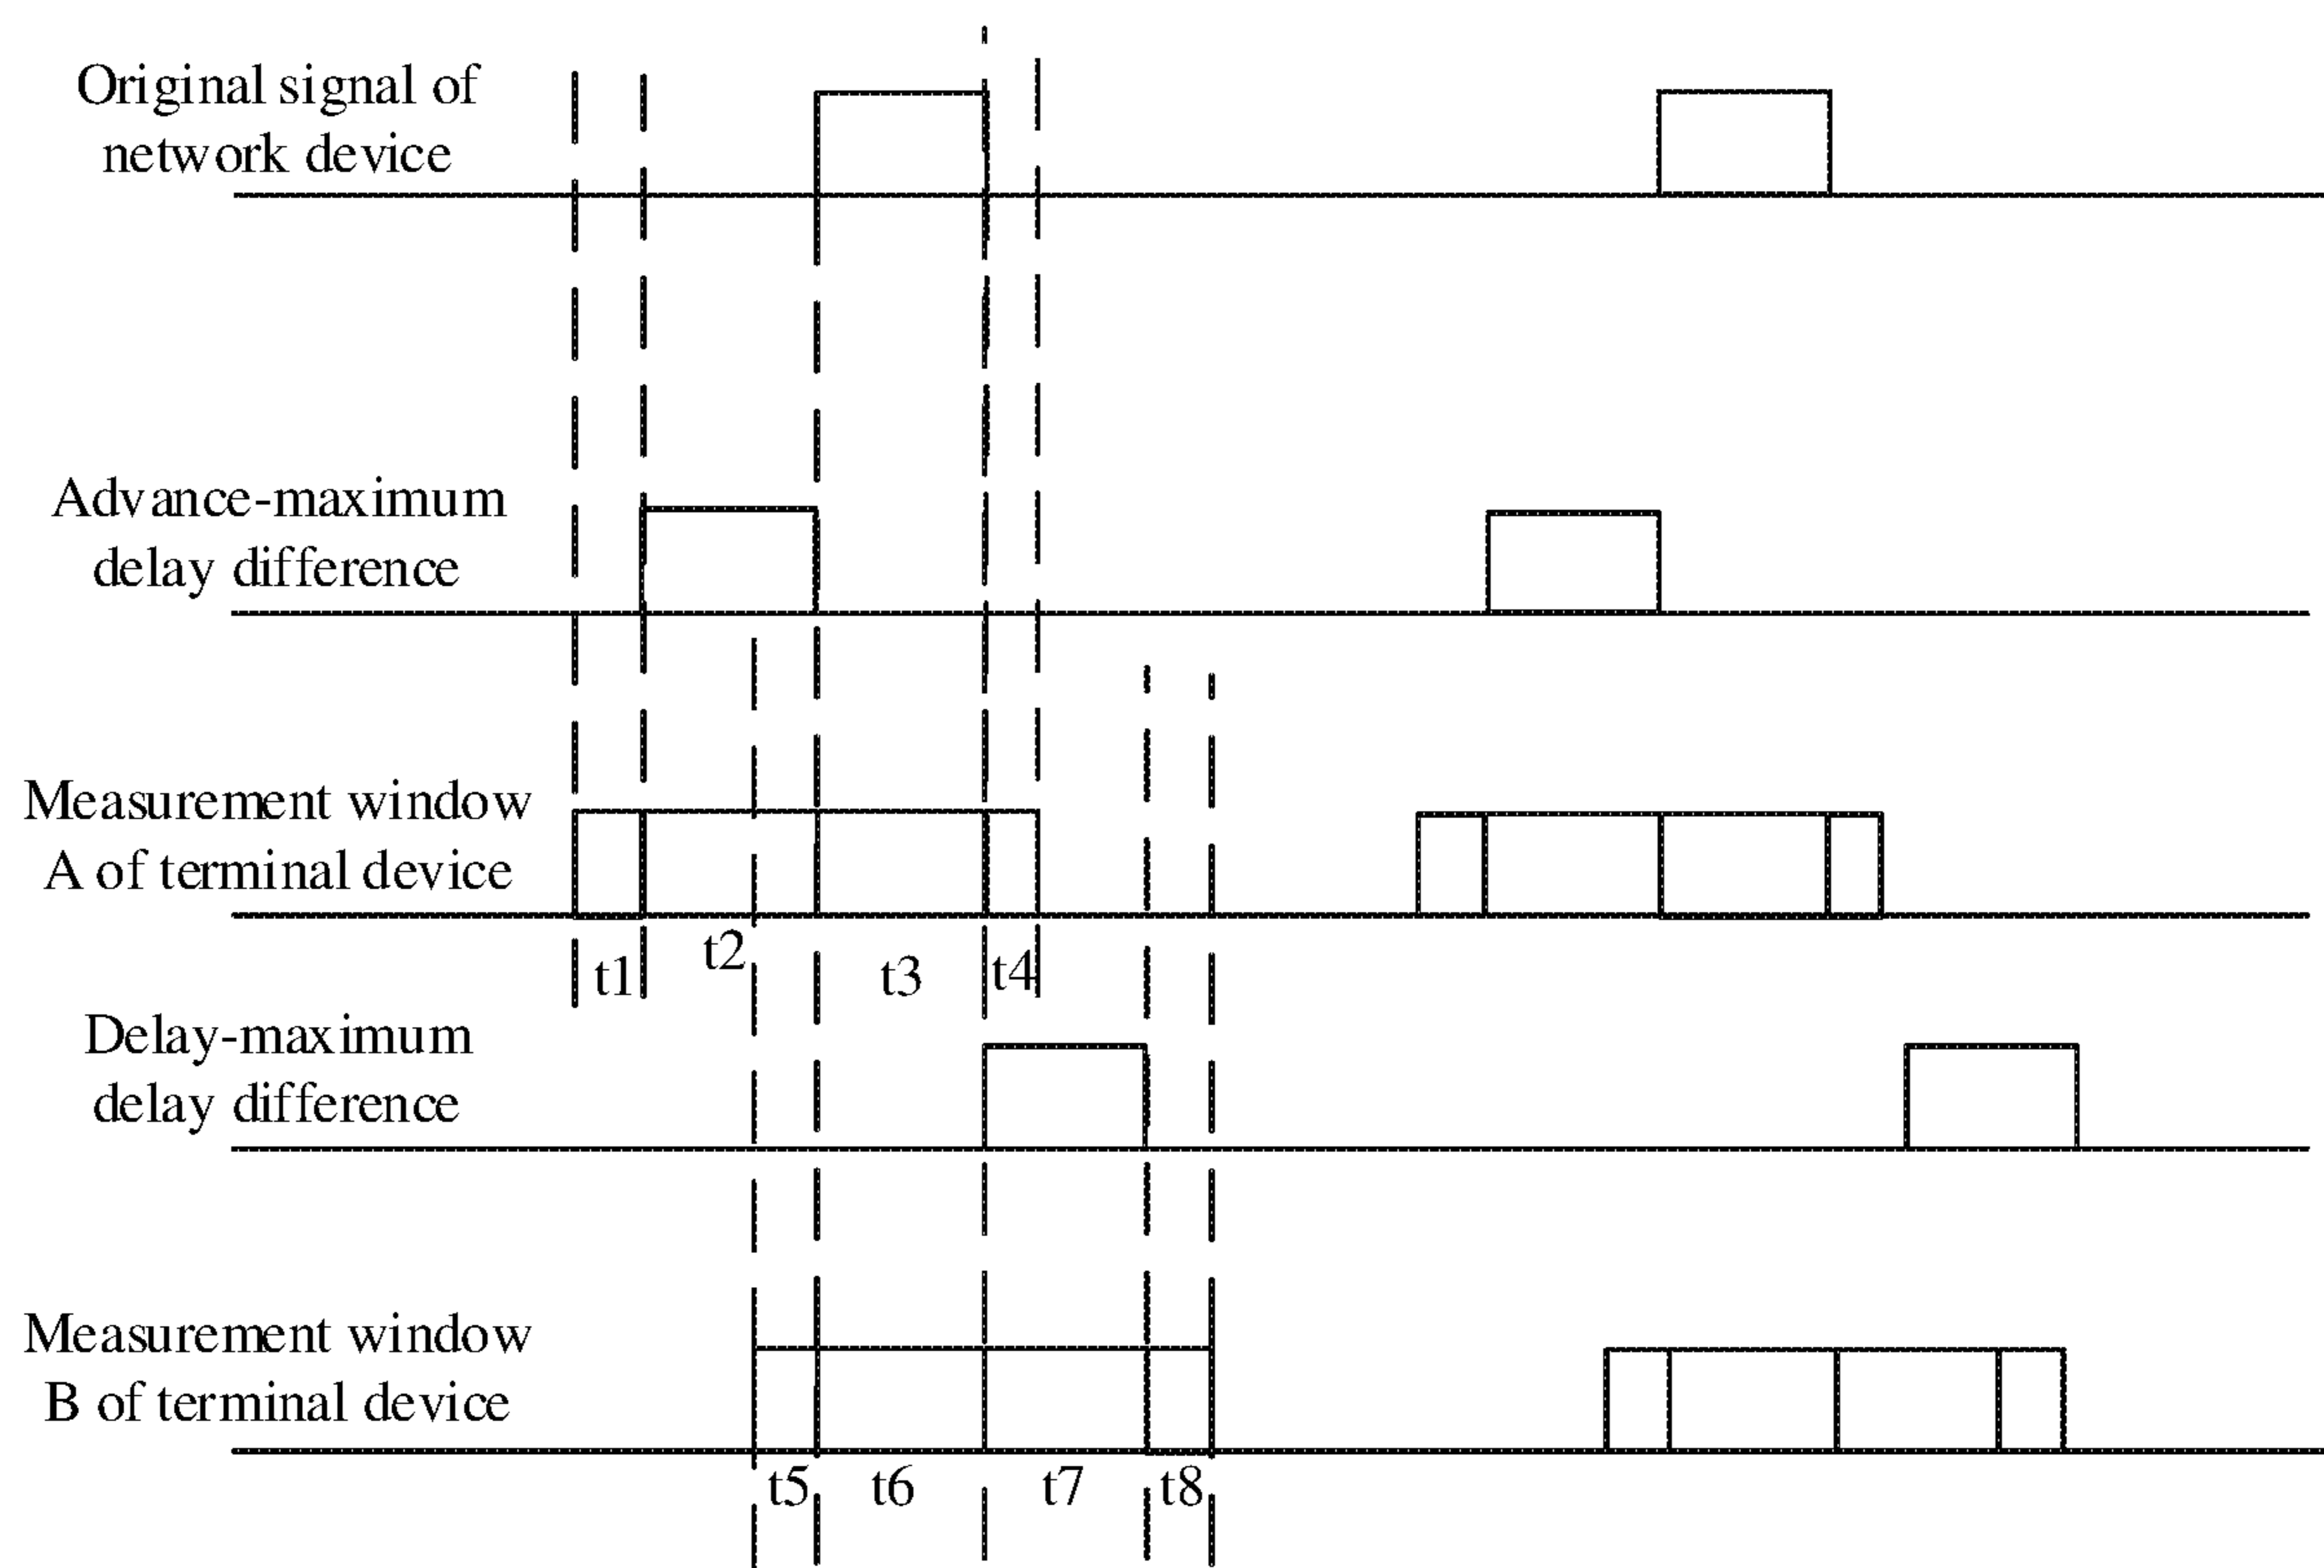 Original signal of
network device
Advance-maximum
delay difference
Measurement window
A of terminal device
t1
t2
t3
t4
Delay-maximum
delay difference
Measurement window
B of terminal device
t5
t6
t7
t8